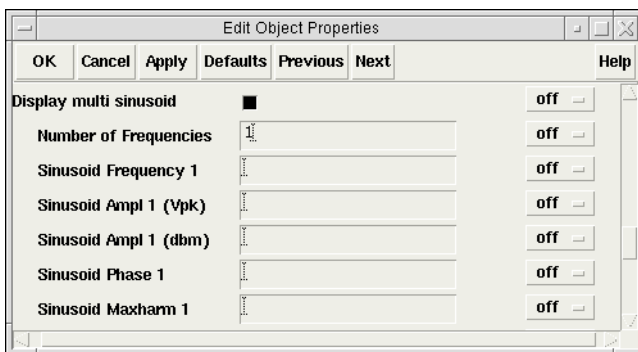 Edit Object Properties
OK Cancel Apply Defaults Previous Next Help
Display multi sinusoid off
Number of Frequencies 1 off
Sinusoid Frequency 1 off
Sinusoid Ampl 1 (Vpk) off
Sinusoid Ampl 1 (dbm) off
Sinusoid Phase 1 off
Sinusoid Maxharm 1 off